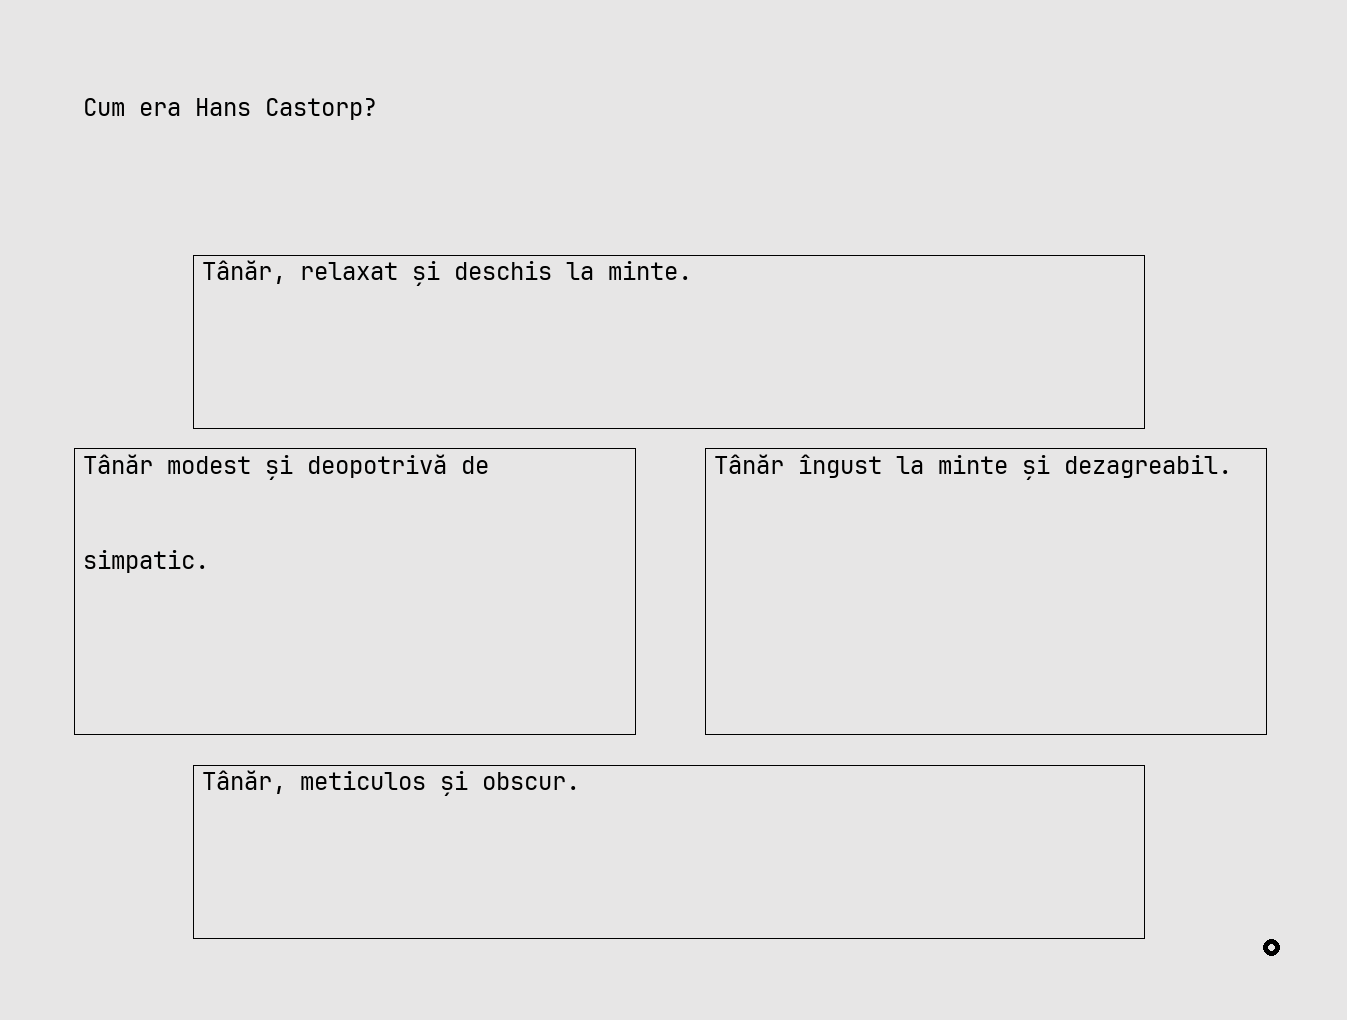 Cum era Hans Castorp?
Tânăr, relaxat și deschis la minte.
Tânăr modest și deopotrivă de
simpatic.
Tânăr îngust la minte și dezagreabil.
Tânăr, meticulos și obscur.